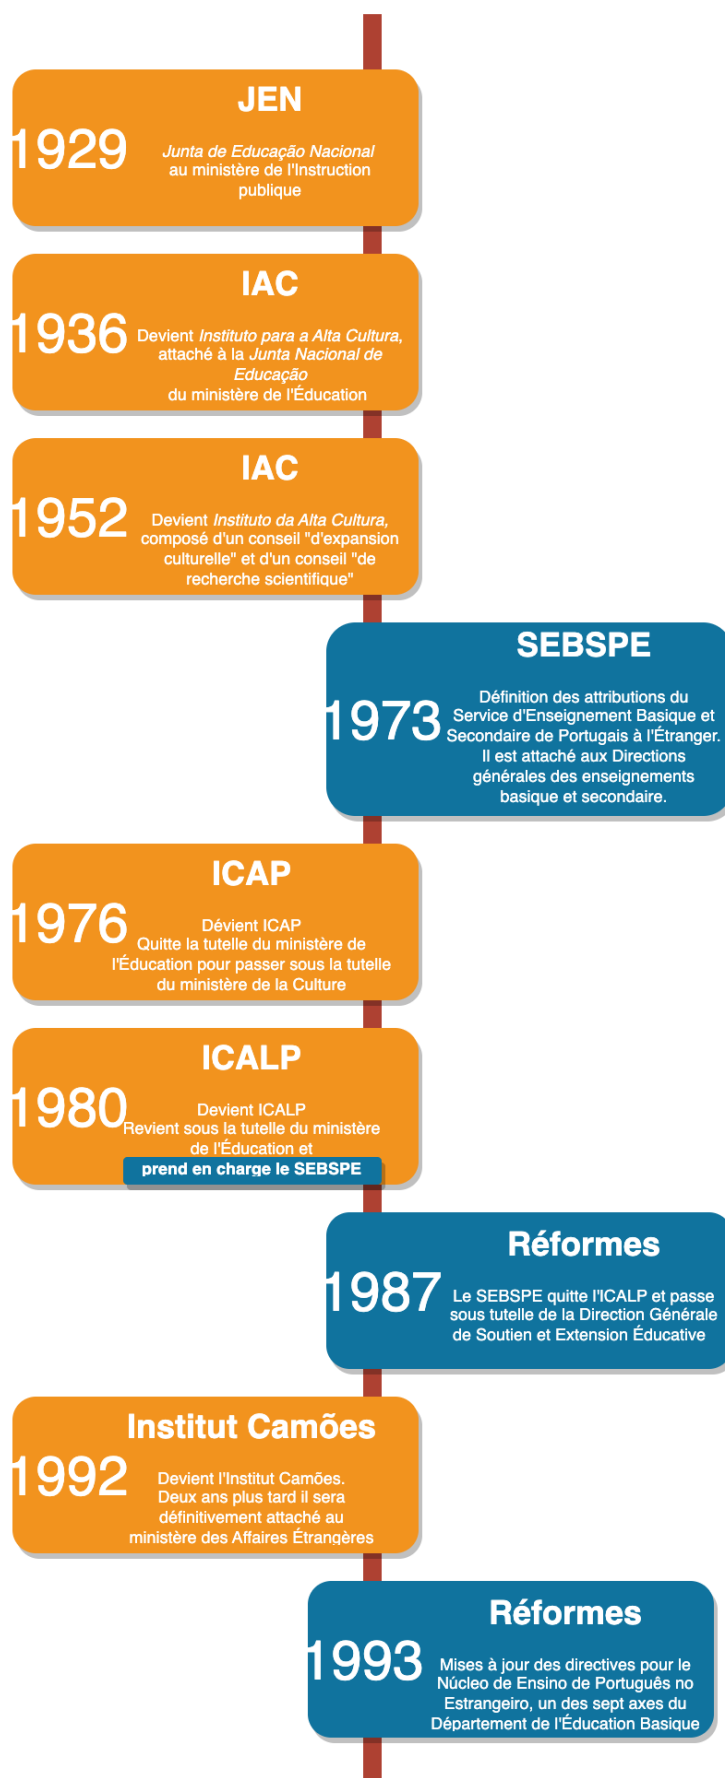 JEN
1929
Junta de Educação Nacional
au ministère de l'Instruction
publique
IAC
1936
Devient Instituto para a Alta Cultura,
attaché à la Junta Nacional de
Educação
du ministère de l'Éducation
IAC
1952
Devient Instituto da Alta Cultura,
composé d'un conseil "d'expansion
culturelle" et d'un conseil "de
recherche scientifique"
SEBSPE
1973
Définition des attributions du
Service d'Enseignement Basique et
Secondaire de Portugais à l'Étranger.
Il est attaché aux Directions
générales des enseignements
basique et secondaire.
ICAP
1976
Dévient ICAP
Quitte la tutelle du ministère de
l'Éducation pour passer sous la tutelle
du ministère de la Culture
ICALP
1980
Devient ICALP
Revient sous la tutelle du ministère
de l'Éducation et
prend en charge le SEBSPE
Réformes
1987
Le SEBSPE quitte l'ICALP et passe
sous tutelle de la Direction Générale
de Soutien et Extension Éducative
Institut Camões
1992
Devient l'Institut Camões.
Deux ans plus tard il sera
définitivement attaché au
ministère des Affaires Étrangères
Réformes
1993
Mises à jour des directives pour le
Núcleo de Ensino de Português no
Estrangeiro, un des sept axes du
Département de l'Éducation Basique